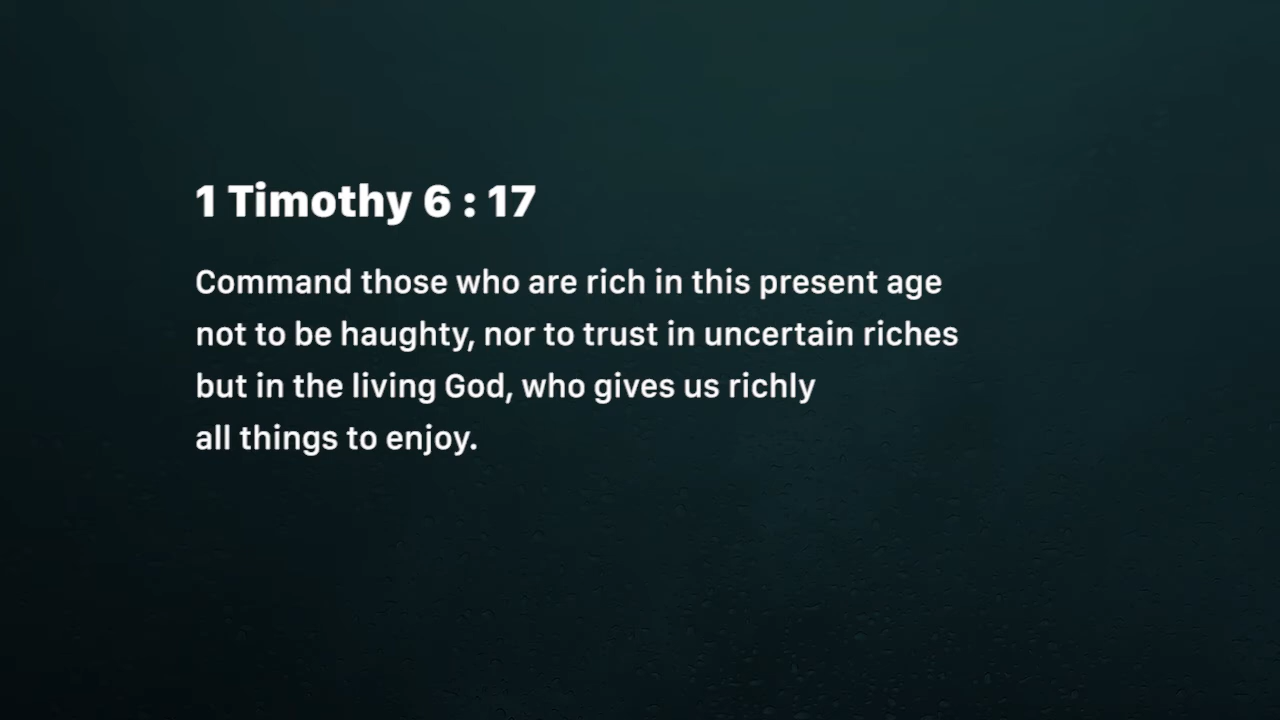 1 Timothy 6 : 17
Command those who are rich in this present age
not to be haughty, nor to trust in uncertain riches
but in the living God, who gives us richly
all things to enjoy.